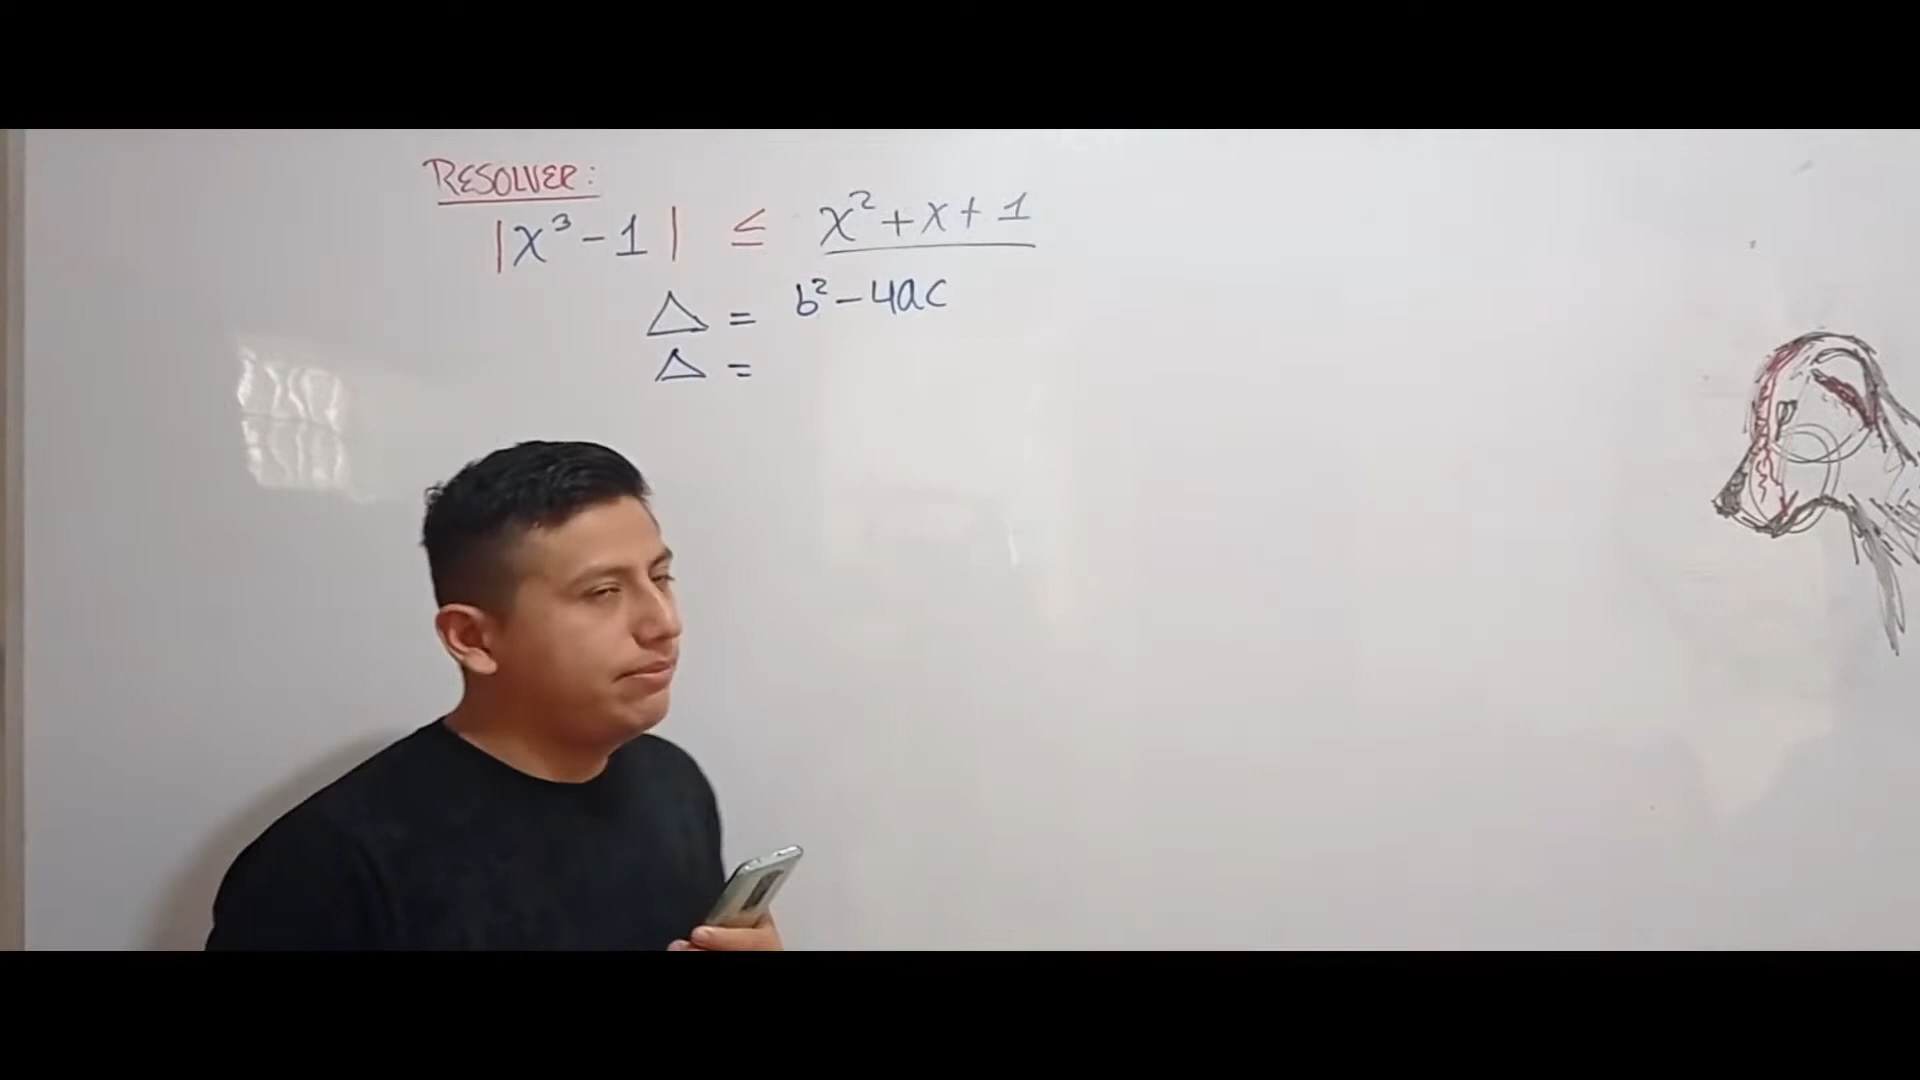 RESOLVER:
|x³-1| ≤ x²+x+1
△ = b²-4ac
△ =